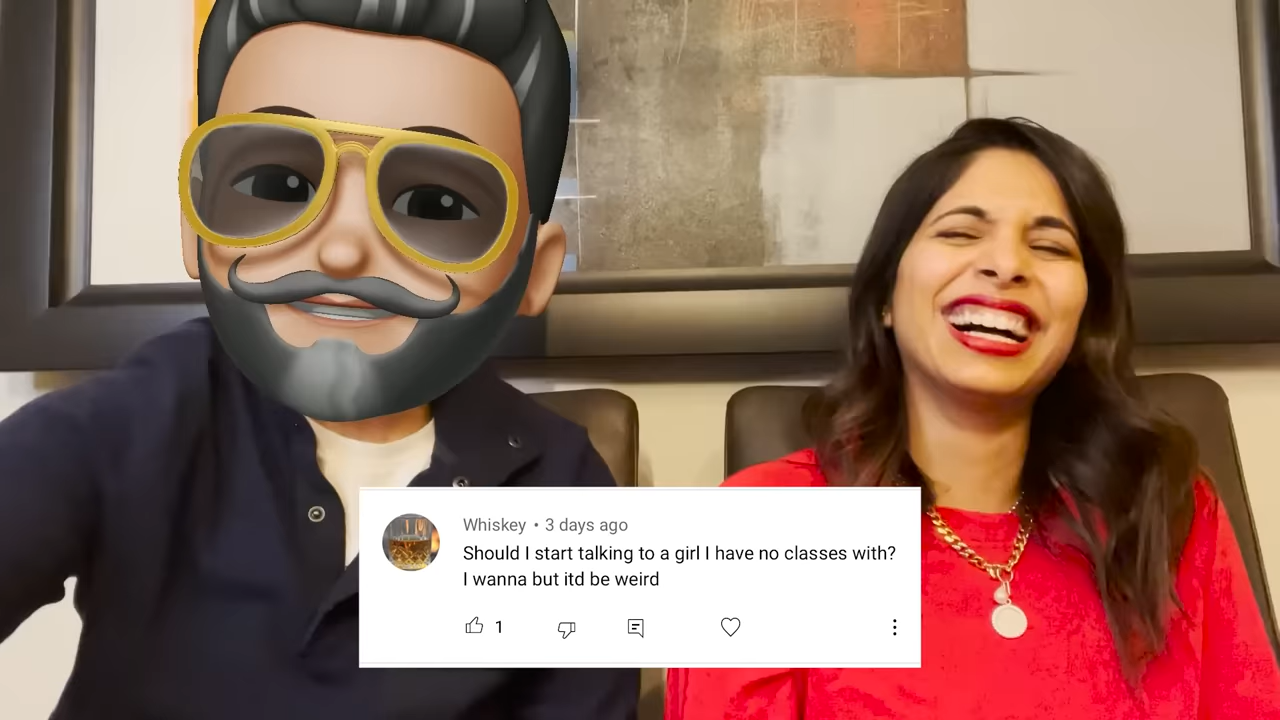 Whiskey • 3 days ago
Should I start talking to a girl I have no classes with?
I wanna but itd be weird
1